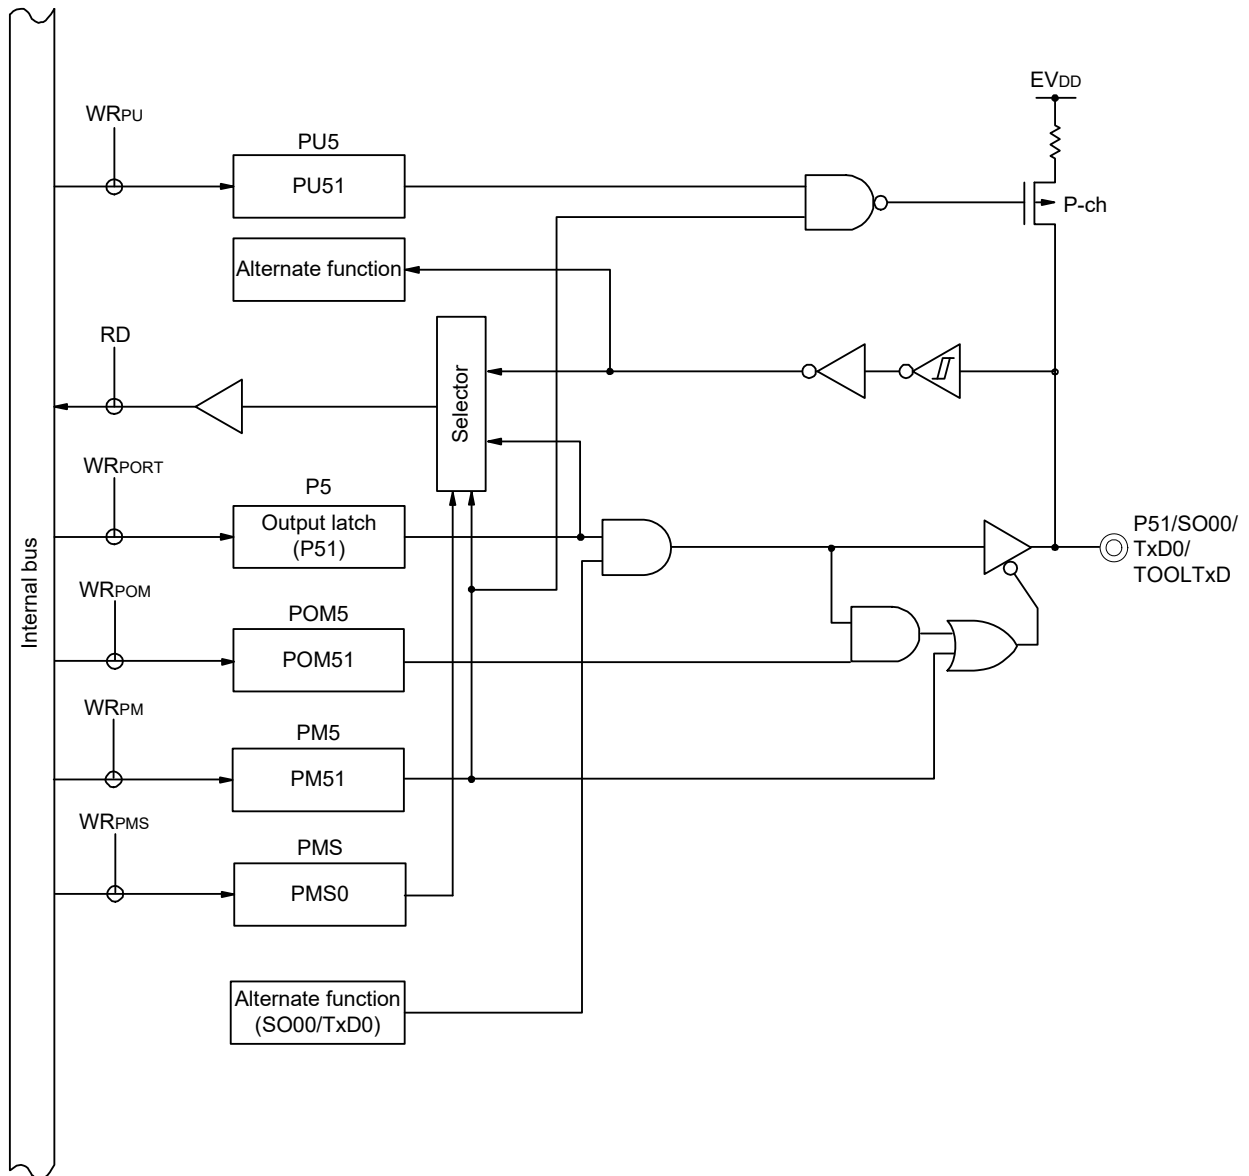 EVDD
WRPU
PU5
PU51
P-ch
Alternate function
RD
Selector
WRPORT
P5
Output latch
(P51)
P51/SO00/
TxD0/
TOOLTxD
Internal bus
WRPOM
POM5
POM51
WRPM
PM5
PM51
WRPMS
PMS
PMS0
Alternate function
(SO00/TxD0)